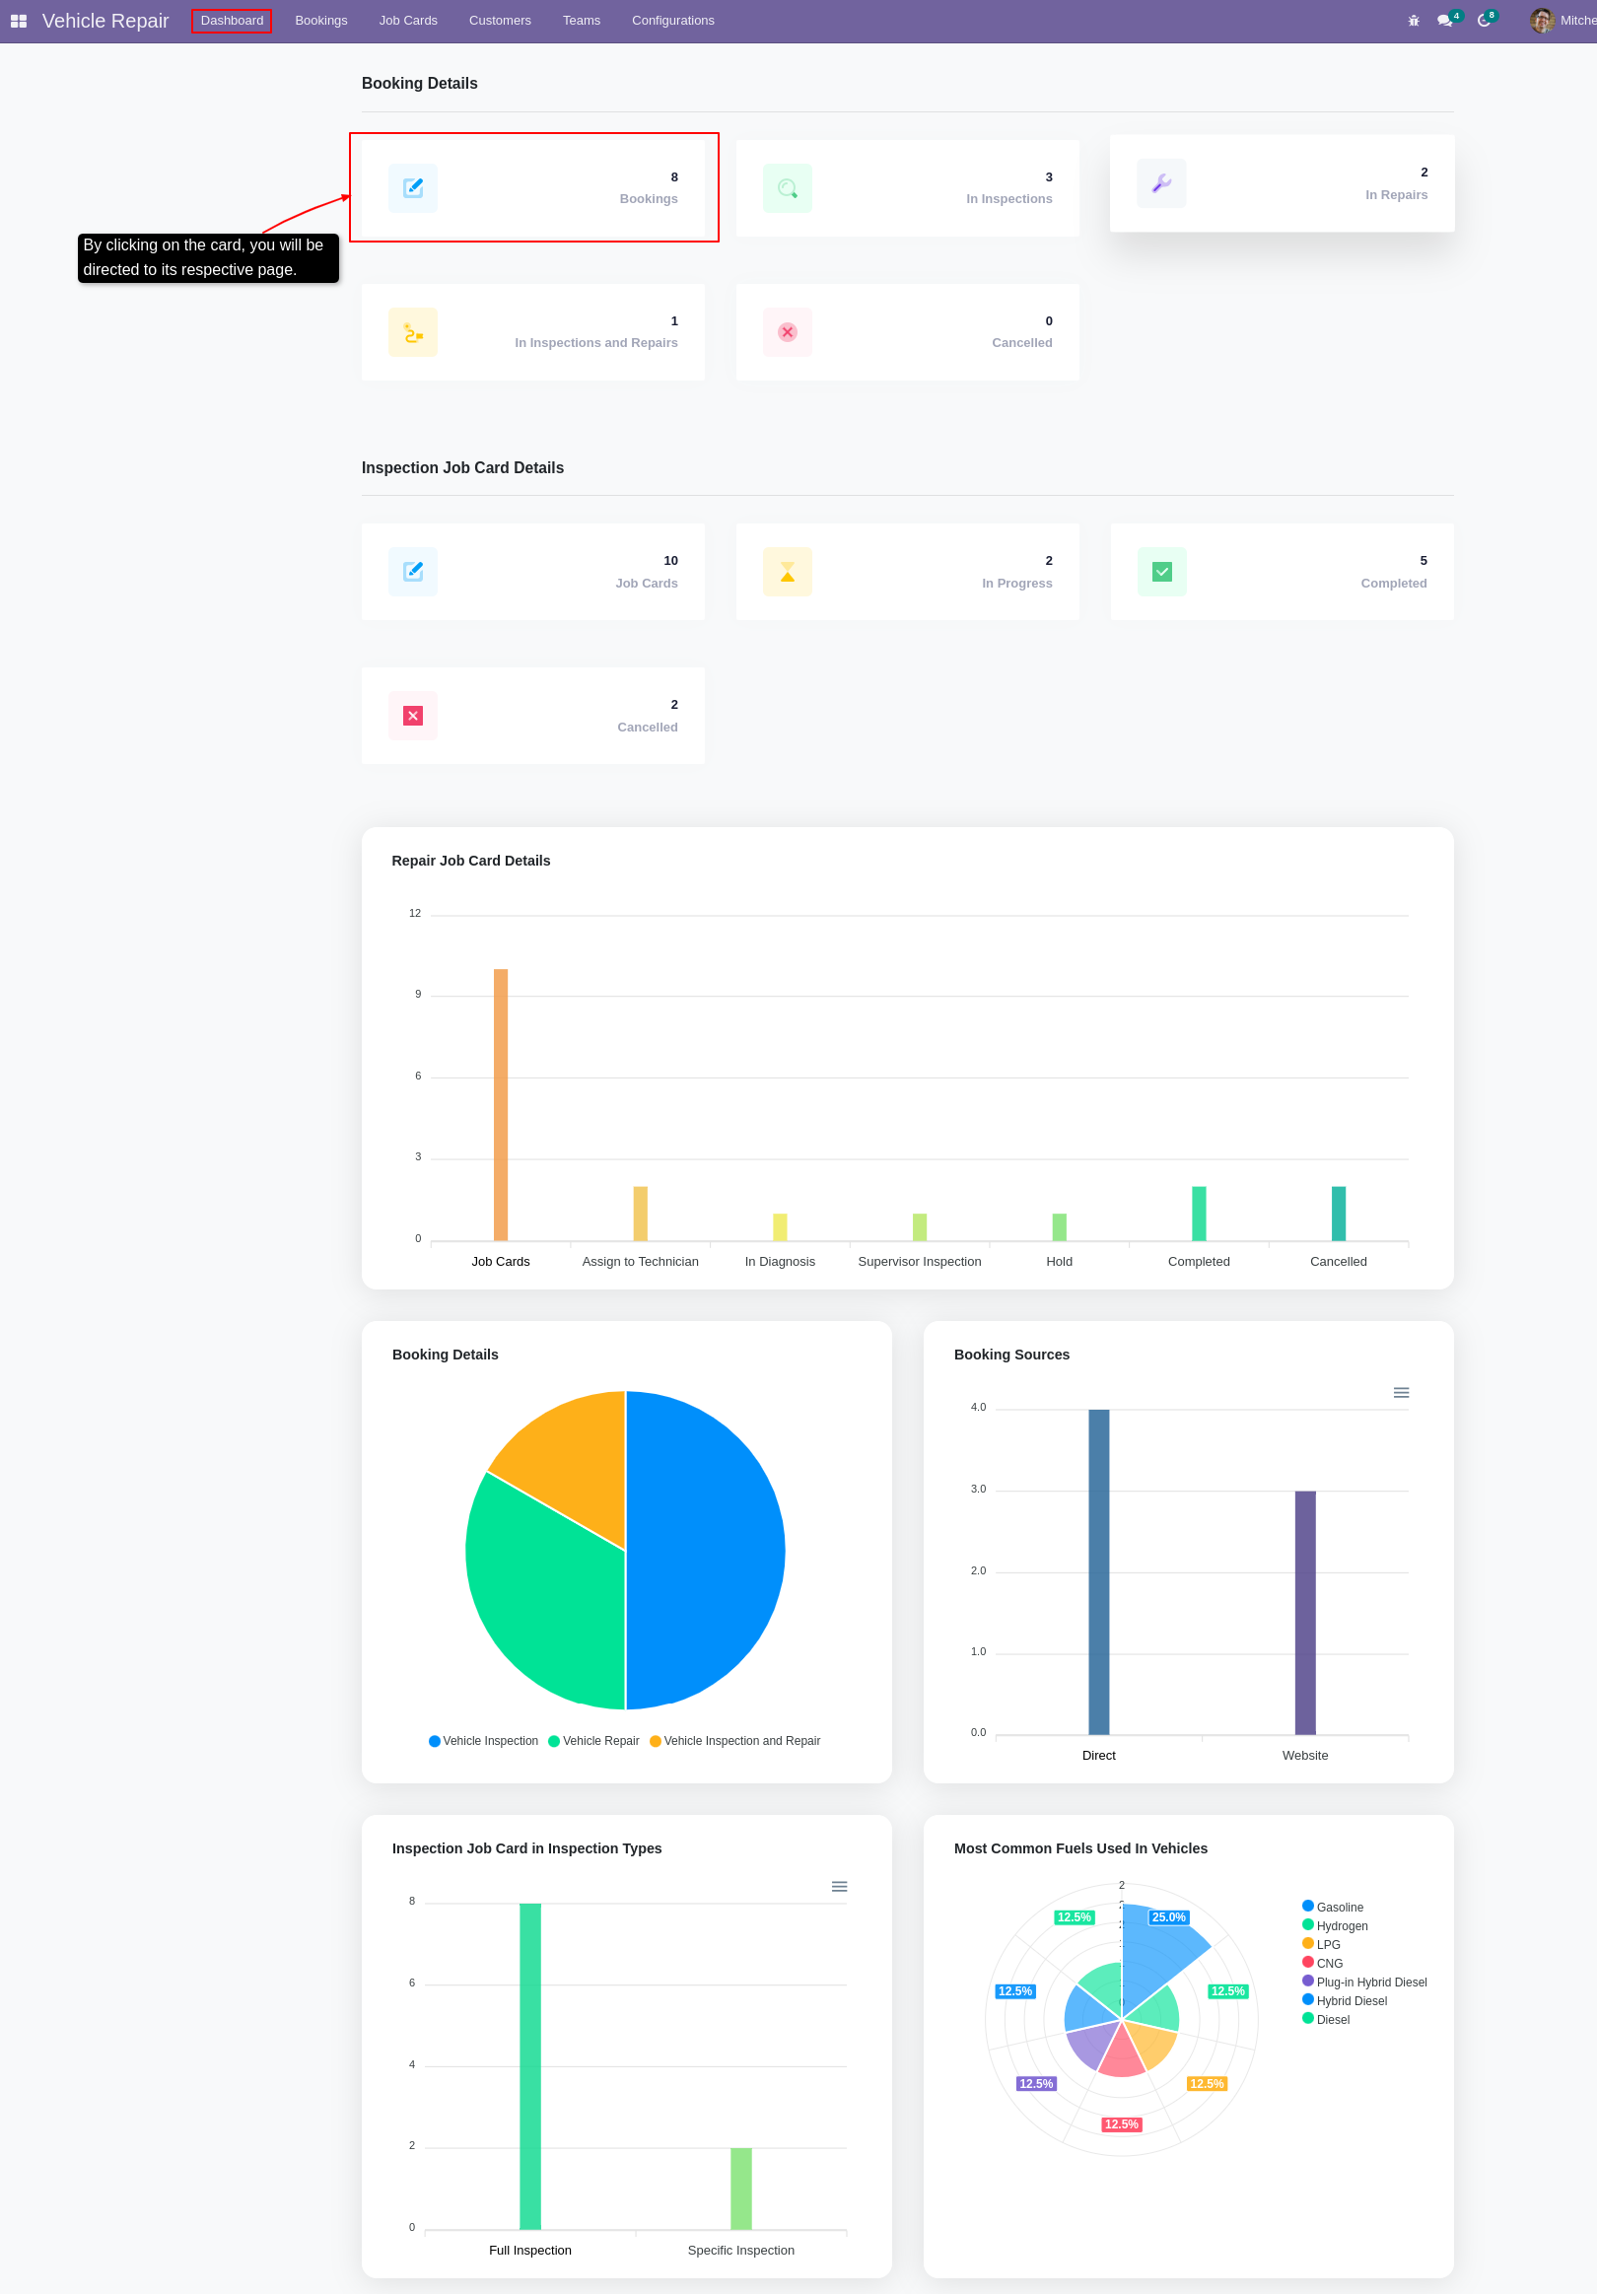 Vehicle Repair Dashboard Bookings Job Cards Customers Teams Configurations 4 8
Booking Details
8
Bookings
3
In Inspections
2
In Repairs
By clicking on the card, you will be
directed to its respective page.
1
In Inspections and Repairs
0
Cancelled
Inspection Job Card Details
10
Job Cards
2
In Progress
5
Completed
2
Cancelled
Repair Job Card Details
12
9
6
3
0
Job Cards Assign to Technician In Diagnosis Supervisor Inspection Hold Completed Cancelled
Booking Details
Vehicle Inspection Vehicle Repair Vehicle Inspection and Repair
Booking Sources
4.0
3.0
2.0
1.0
0.0
Direct Website
Inspection Job Card in Inspection Types
8
6
4
2
0
Full Inspection Specific Inspection
Most Common Fuels Used In Vehicles
2
12.5% 25.0%
12.5% 12.5%
12.5% 12.5%
12.5%
Gasoline
Hydrogen
LPG
CNG
Plug-in Hybrid Diesel
Hybrid Diesel
Diesel